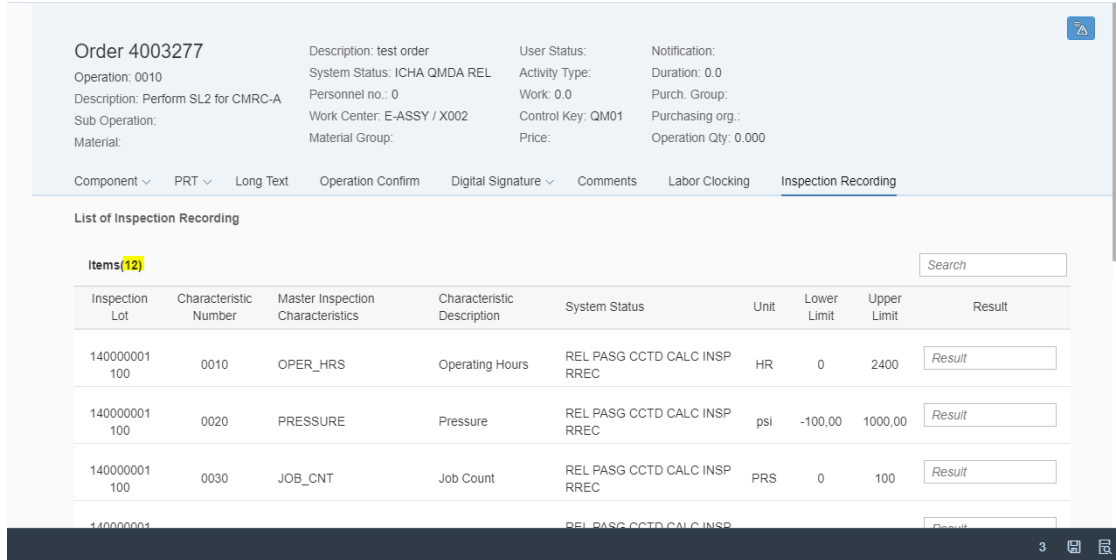 Order 4003277
Operation: 0010
Description: Perform SL2 for CMRC-A
Sub Operation:
Material:
Description: test order
System Status: ICHA QMDA REL
Personnel no.: 0
Work Center: E-ASSY / X002
Material Group:
User Status:
Activity Type:
Work: 0.0
Control Key: QM01
Price:
Notification:
Duration: 0.0
Purch. Group:
Purchasing org.:
Operation Qty: 0.000
Component PRT Long Text Operation Confirm Digital Signature Comments Labor Clocking Inspection Recording
List of Inspection Recording
Items(12)
Search
Inspection Lot Characteristic Number Master Inspection Characteristics Characteristic Description System Status Unit Lower Limit Upper Limit Result
140000001 100 0010 OPER_HRS Operating Hours REL PASG CCTD CALC INSP RREC HR 0 2400 Result
140000001 100 0020 PRESSURE Pressure REL PASG CCTD CALC INSP RREC psi -100,00 1000,00 Result
140000001 100 0030 JOB_CNT Job Count REL PASG CCTD CALC INSP RREC PRS 0 100 Result
140000001 REL PASG CCTD CALC INSP Result
3